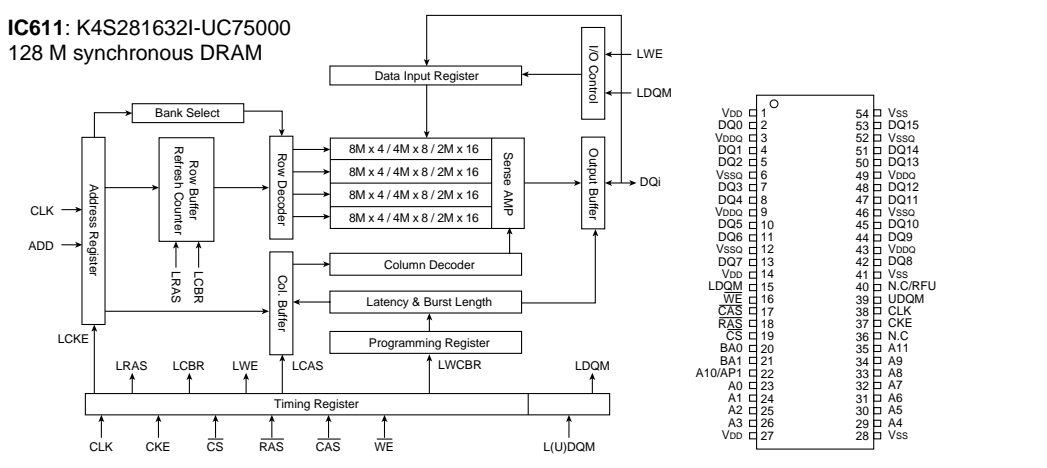 IC611: K4S281632I-UC75000
128 M synchronous DRAM
I/O Control
LWE
LDQM
Data Input Register
Bank Select
Address Register
CLK
ADD
Row Buffer
Refresh Counter
LRAS
LCBR
Row Decoder
8M x 4 / 4M x 8 / 2M x 16
8M x 4 / 4M x 8 / 2M x 16
8M x 4 / 4M x 8 / 2M x 16
8M x 4 / 4M x 8 / 2M x 16
Sense AMP
Output Buffer
DQi
Col. Buffer
Column Decoder
Latency & Burst Length
Programming Register
LCKE
LRAS
LCBR
LWE
LCAS
LWCBR
LDQM
Timing Register
CLK
CKE
CS
RAS
CAS
WE
L(U)DQM
VDD 1 54 VSS
DQ0 2 53 DQ15
VDDQ 3 52 VSSQ
DQ1 4 51 DQ14
DQ2 5 50 DQ13
VSSQ 6 49 VDDQ
DQ3 7 48 DQ12
DQ4 8 47 DQ11
VDDQ 9 46 VSSQ
DQ5 10 45 DQ10
DQ6 11 44 DQ9
VSSQ 12 43 VDDQ
DQ7 13 42 DQ8
VDD 14 41 VSS
LDQM 15 40 N.C/RFU
WE 16 39 UDQM
CAS 17 38 CLK
RAS 18 37 CKE
CS 19 36 N.C
BA0 20 35 A11
BA1 21 34 A9
A10/AP1 22 33 A8
A0 23 32 A7
A1 24 31 A6
A2 25 30 A5
A3 26 29 A4
VDD 27 28 VSS